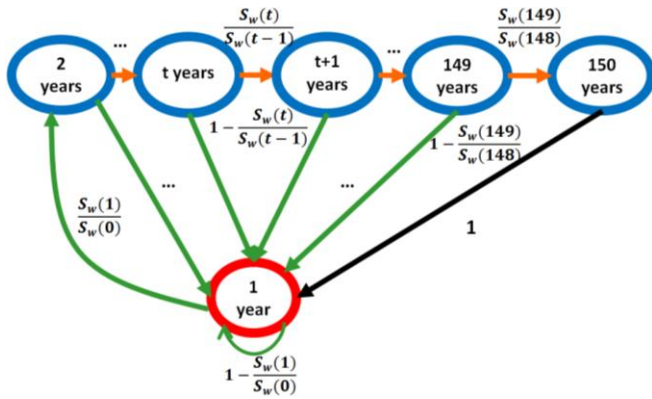 ...
S_w(t)
S_w(t−1)
...
S_w(149)
S_w(148)
2
years
t years
t+1
years
149
years
150
years
1 − S_w(t)
S_w(t−1)
1 − S_w(149)
S_w(148)
...
...
S_w(1)
S_w(0)
1
1
year
1 − S_w(1)
S_w(0)